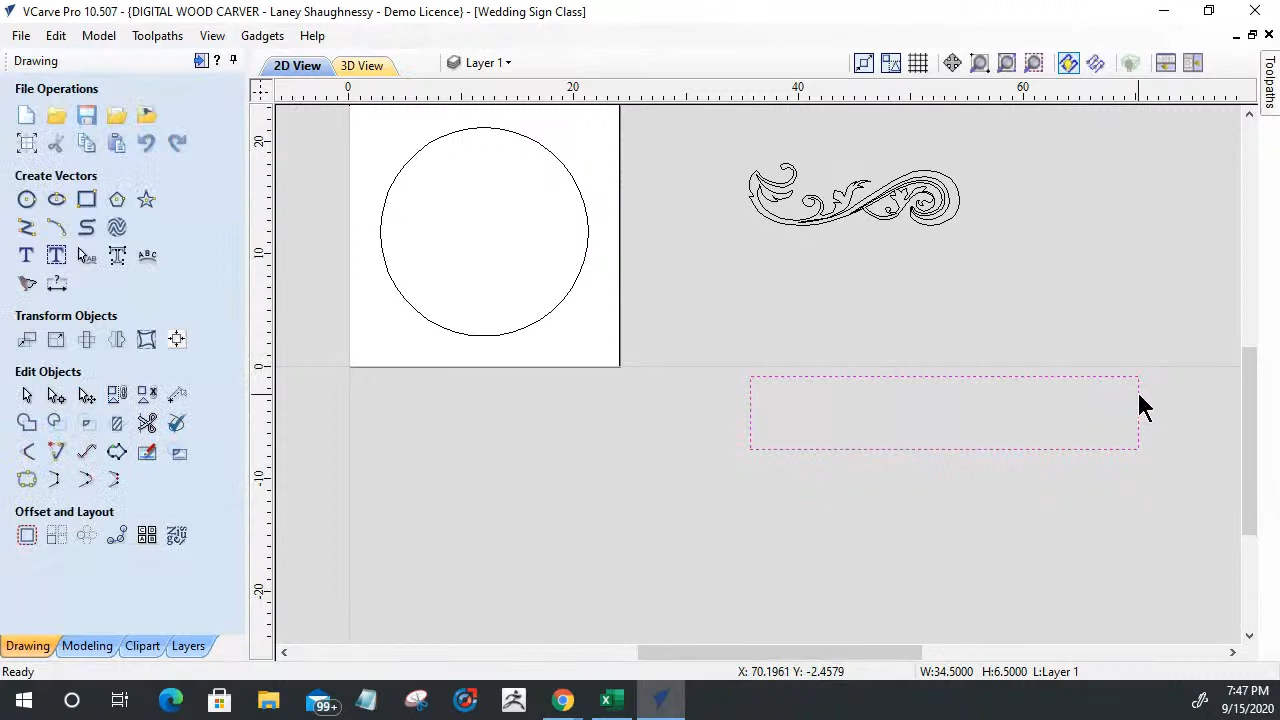 VCarve Pro 10.507 - {DIGITAL WOOD CARVER - Laney Shaughnessy - Demo Licence} - [Wedding Sign Class]
File Edit Model Toolpaths View Gadgets Help
Drawing
2D View 3D View Layer 1
File Operations
Create Vectors
Transform Objects
Edit Objects
Offset and Layout
0 20 40 60
20
10
0
-10
-20
Toolpaths
Drawing Modeling Clipart Layers
Ready X: 70.1961 Y: -2.4579 W:34.5000 H:6.5000 L:Layer 1
99+
7:47 PM
9/15/2020